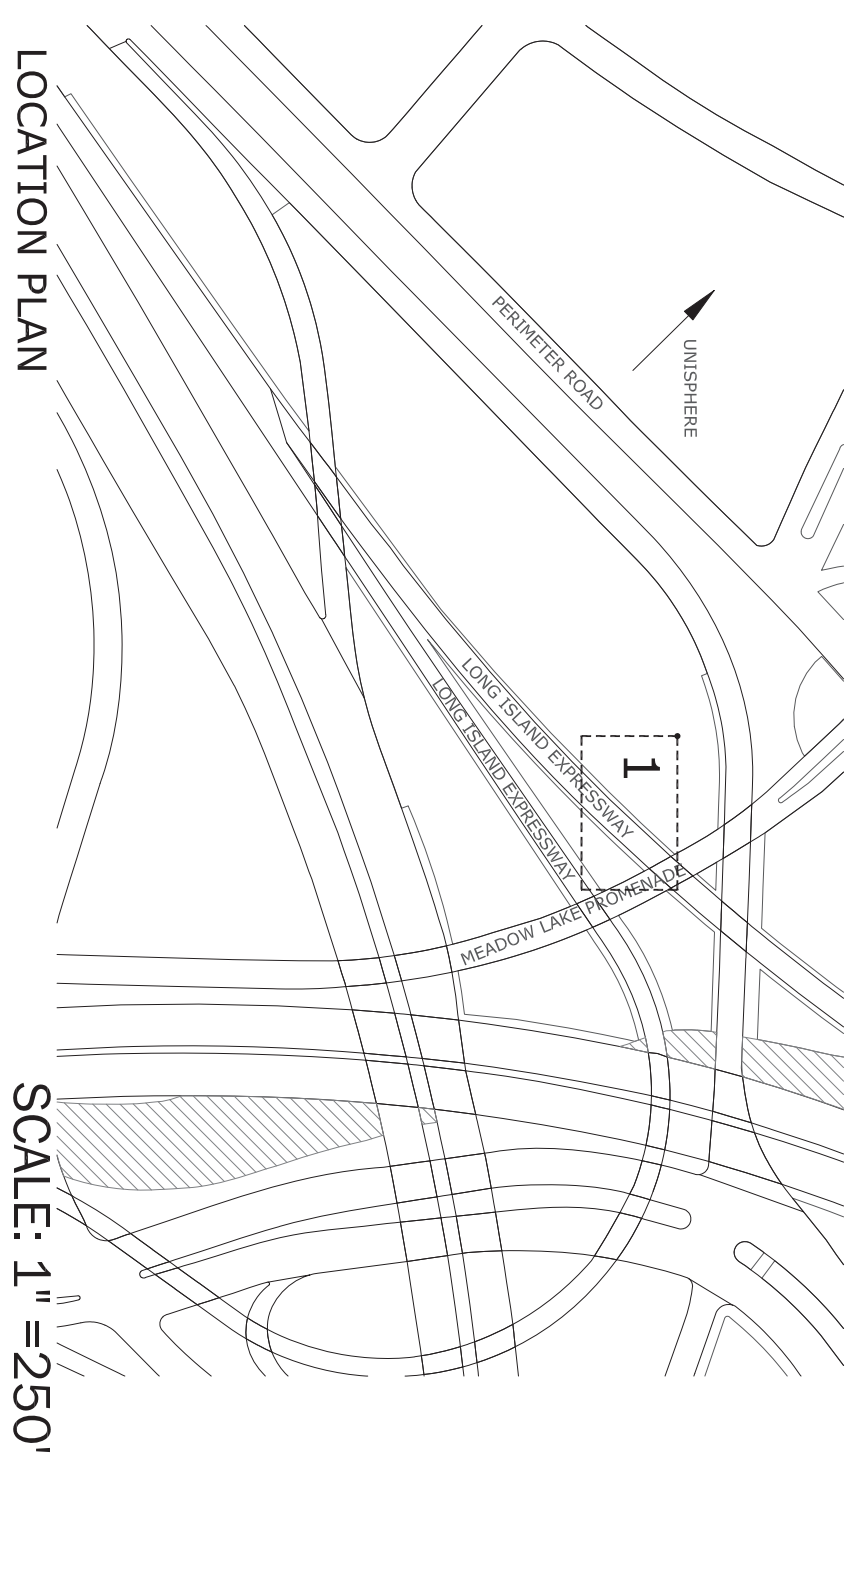 LOCATION PLAN
SCALE: 1" =250'
PERIMETER ROAD
UNISPHERE
LONG ISLAND EXPRESSWAY
LONG ISLAND EXPRESSWAY
1
MEADOW LAKE PROMENADE